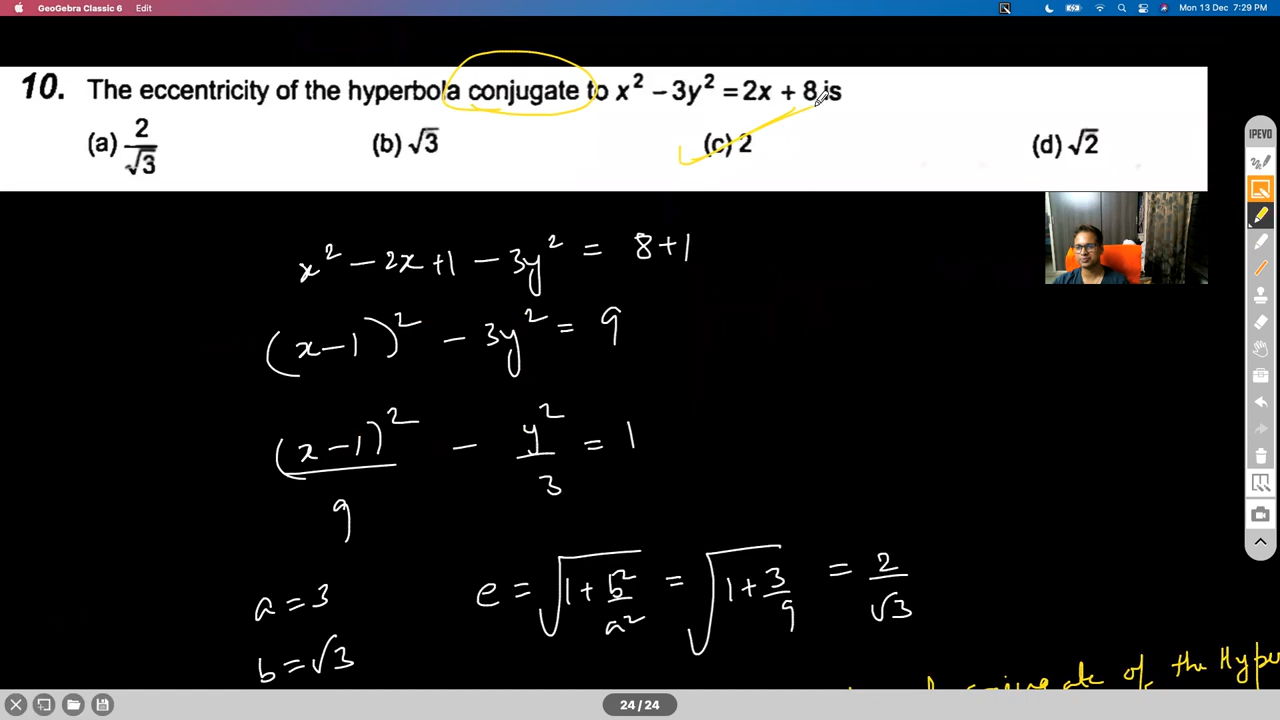 GeoGebra Classic 6 Edit
Mon 13 Dec 7:29 PM
10. The eccentricity of the hyperbola conjugate to x² − 3y² = 2x + 8 is
(a) 2/√3 (b) √3 (c) 2 (d) √2
IPEVO
x² − 2x + 1 − 3y² = 8 + 1
(x − 1)² − 3y² = 9
(x − 1)²/9 − y²/3 = 1
e = √(1 + b²/a²) = √(1 + 3/9) = 2/√3
a = 3
b = √3
of the Hyper
24 / 24